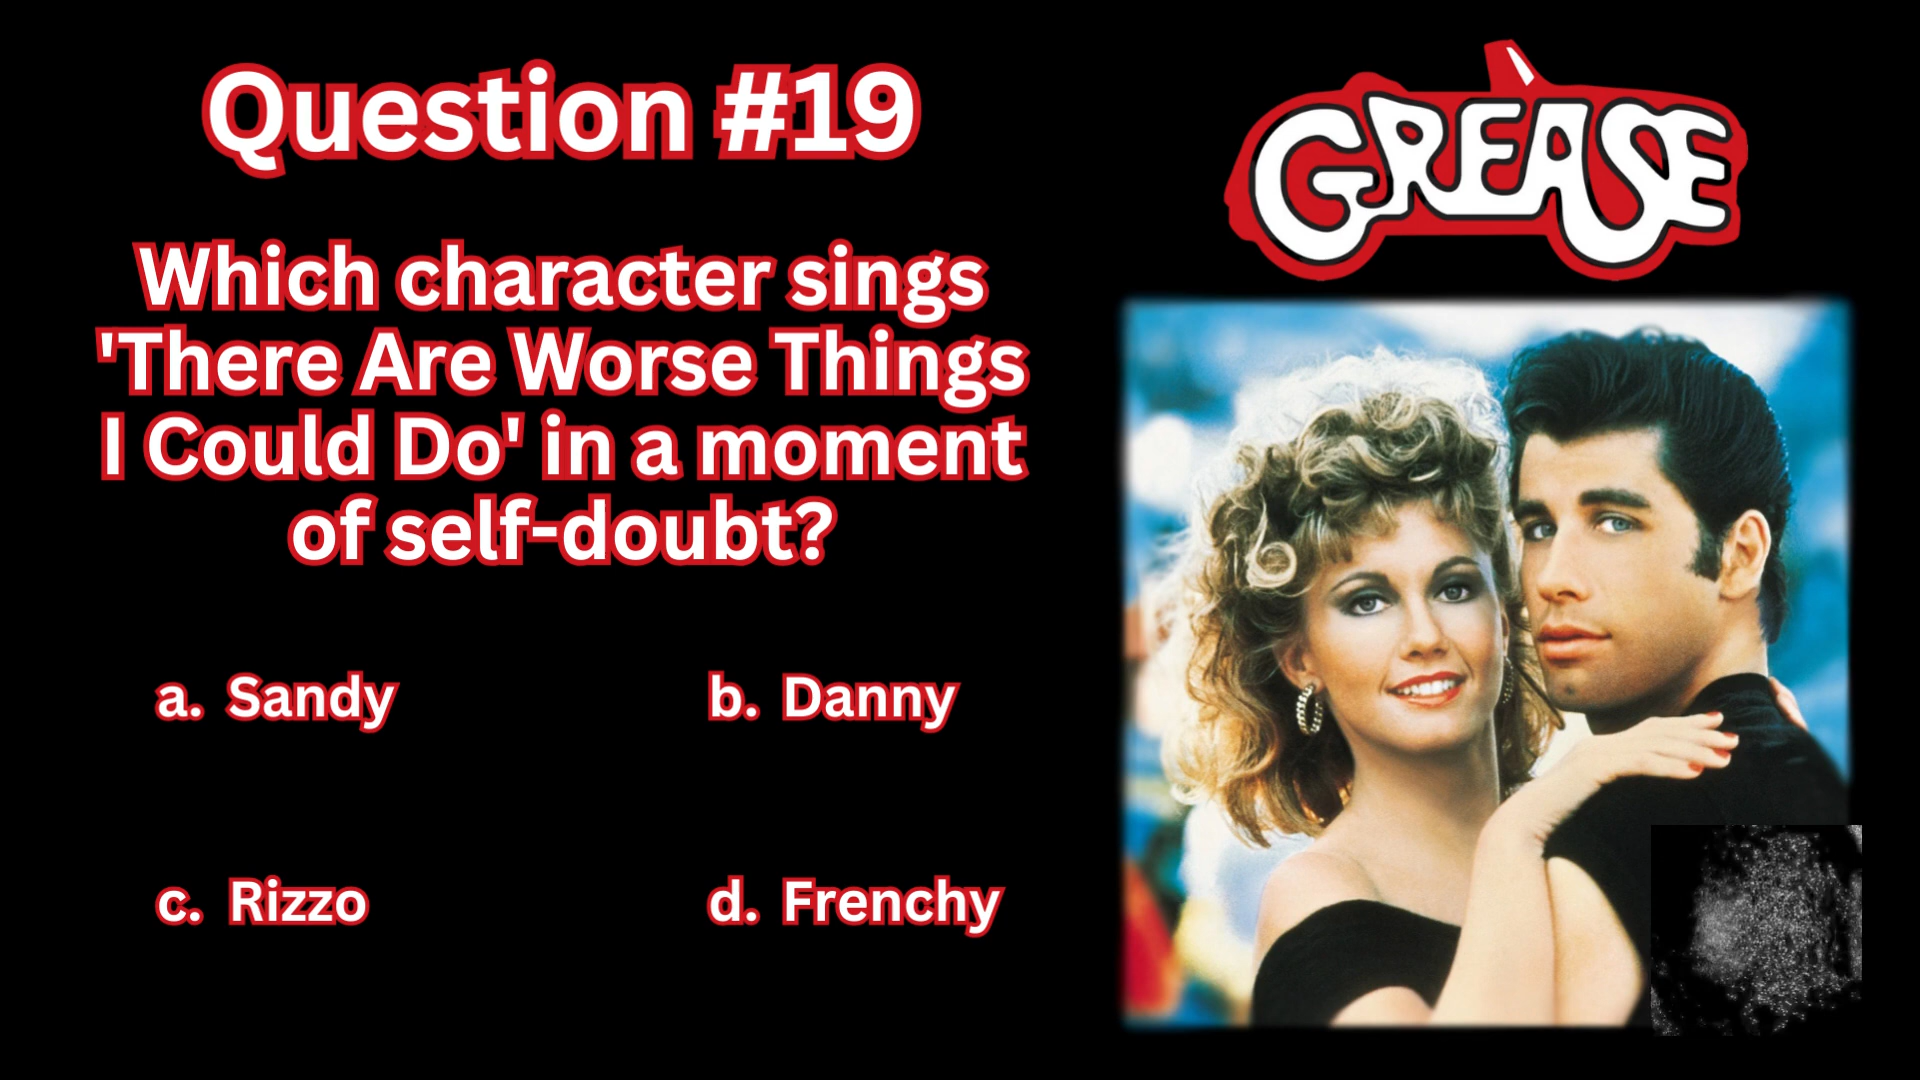 Question #19
GREASE
Which character sings
'There Are Worse Things
I Could Do' in a moment
of self-doubt?
a. Sandy
b. Danny
c. Rizzo
d. Frenchy